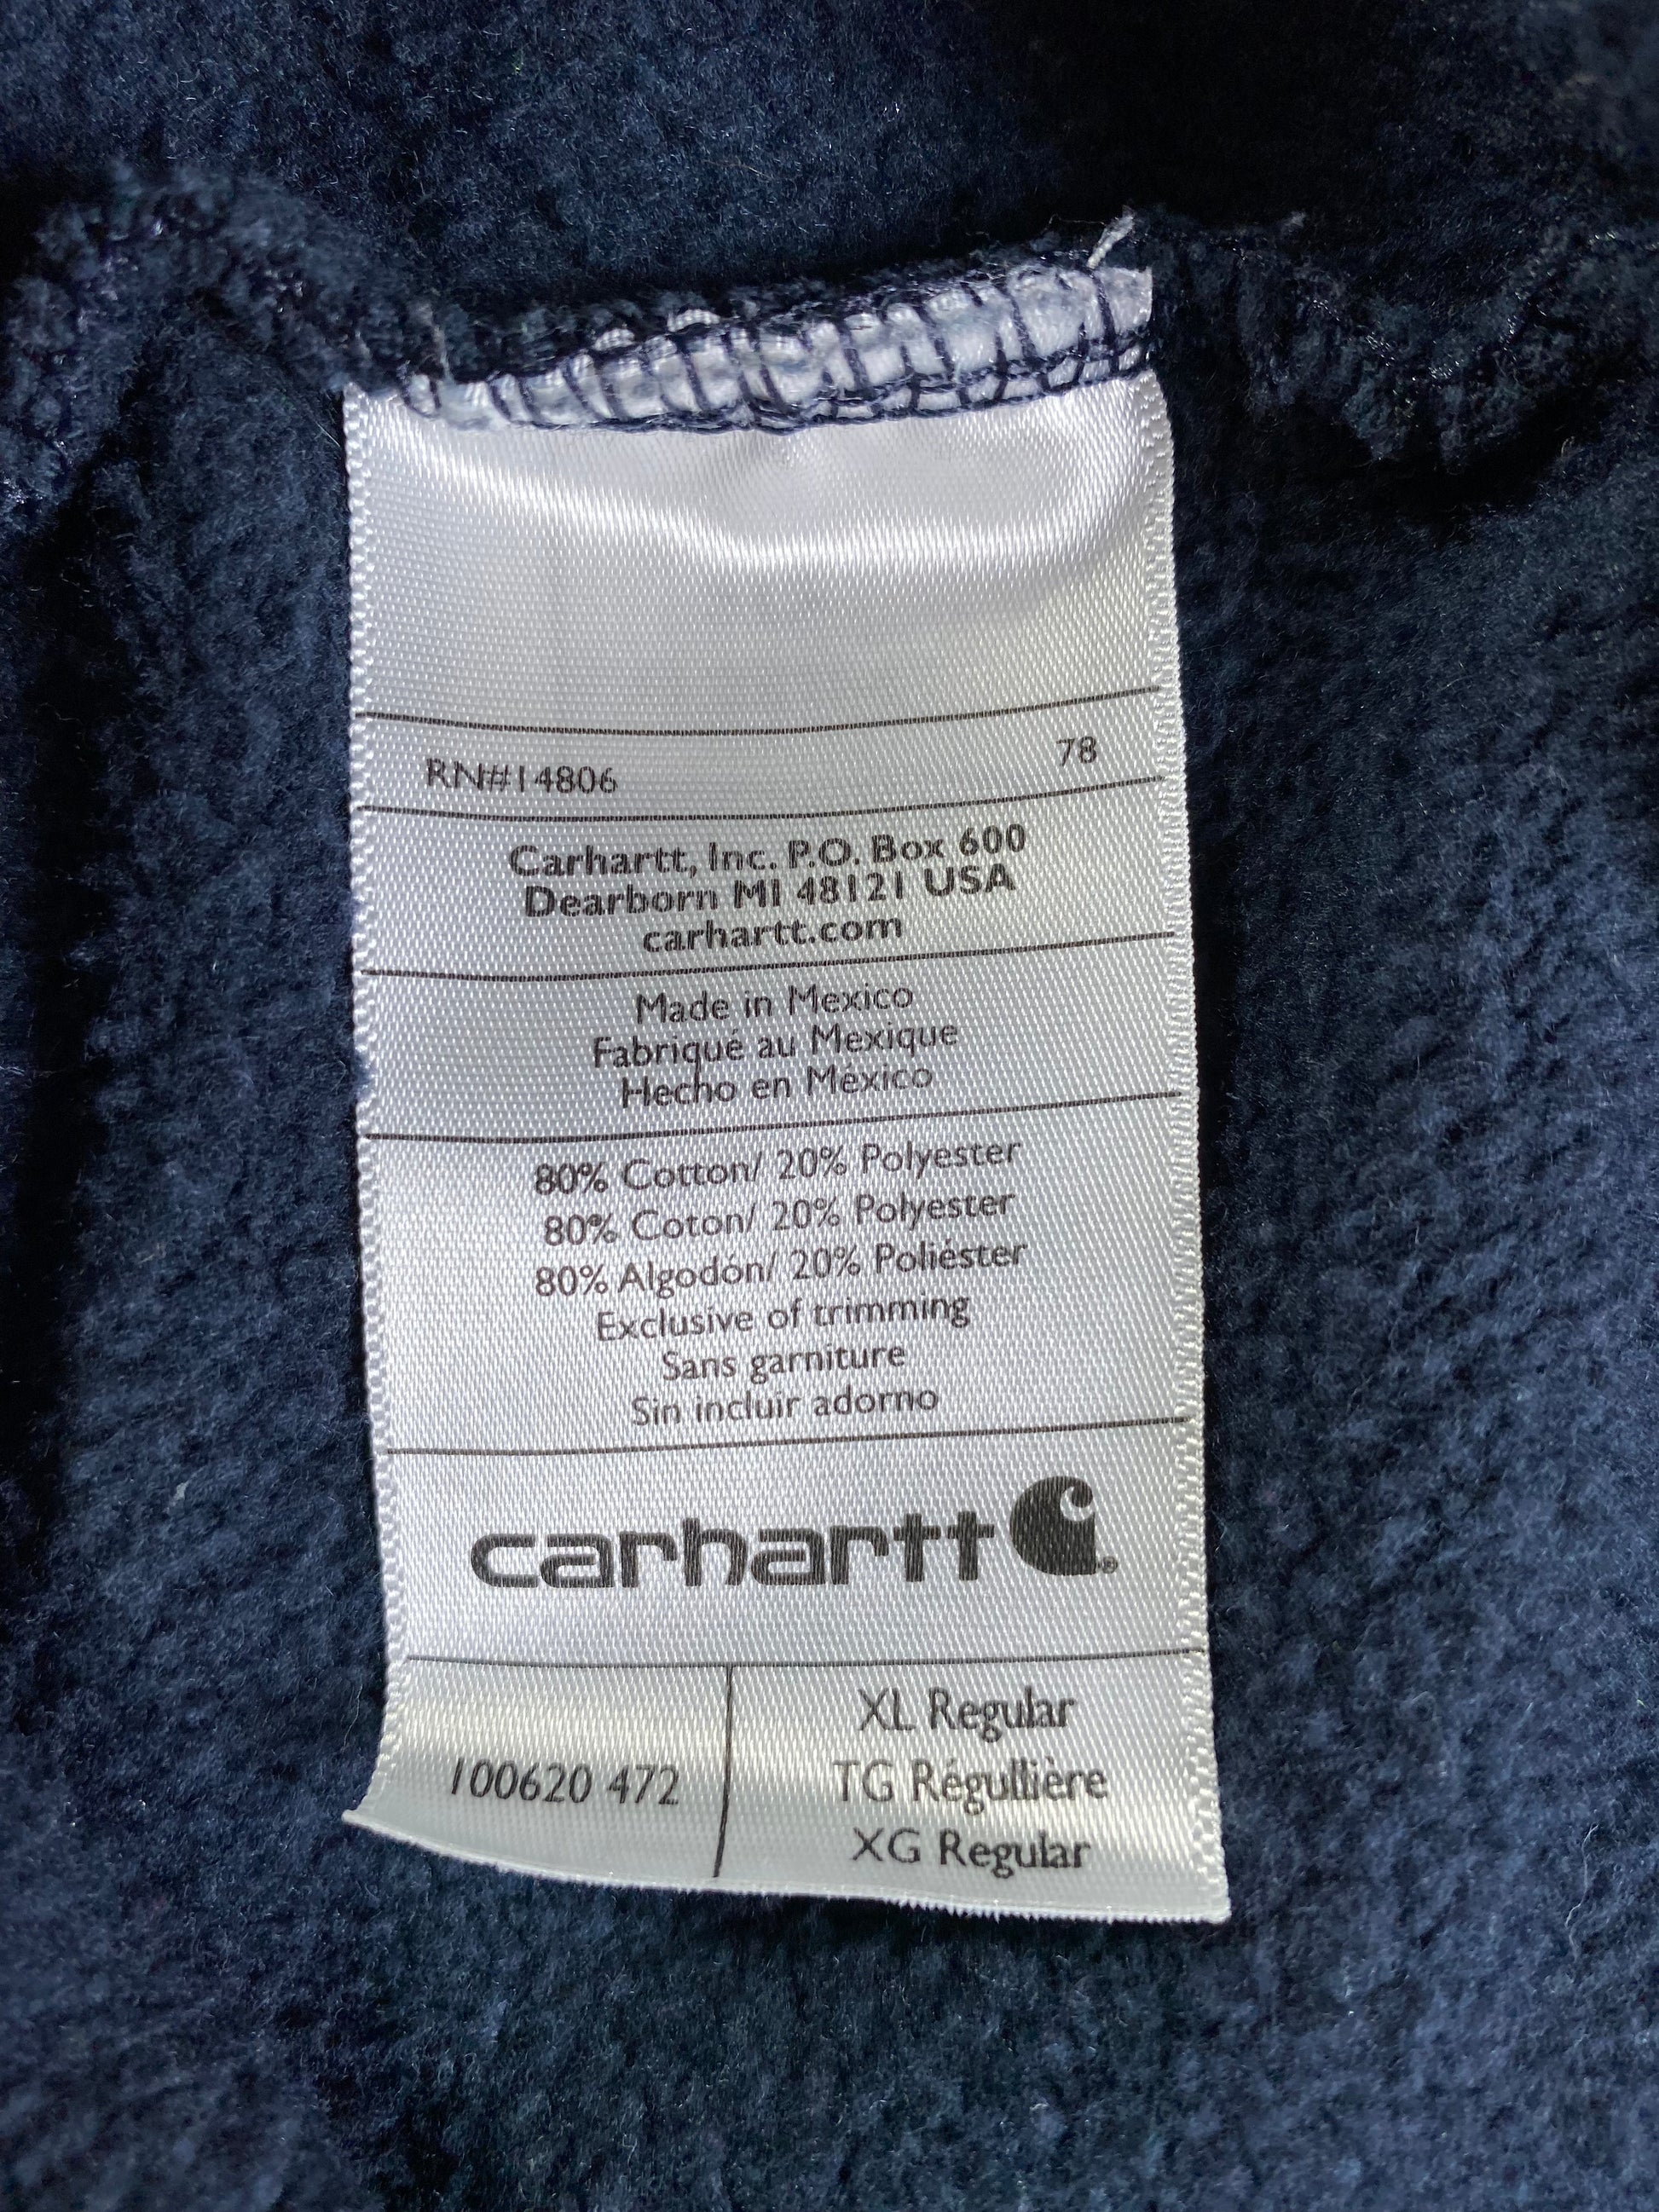 RN#14806 78
Carhartt, Inc. P.O. Box 600
Dearborn MI 48121 USA
carhartt.com
Made in Mexico
Fabriqué au Mexique
Hecho en México
80% Cotton/ 20% Polyester
80% Coton/ 20% Polyester
80% Algodón/ 20% Poliéster
Exclusive of trimming
Sans garniture
Sin incluir adorno
carhartt
100620 472
XL Regular
TG Régullière
XG Regular